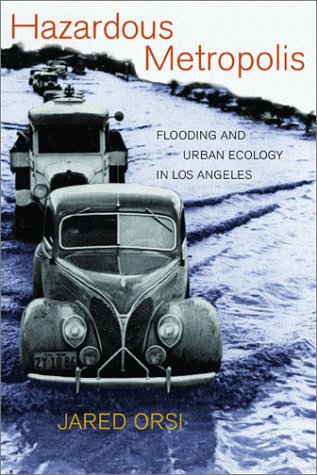 Hazardous
Metropolis
FLOODING AND
URBAN ECOLOGY
IN LOS ANGELES
JARED ORSI